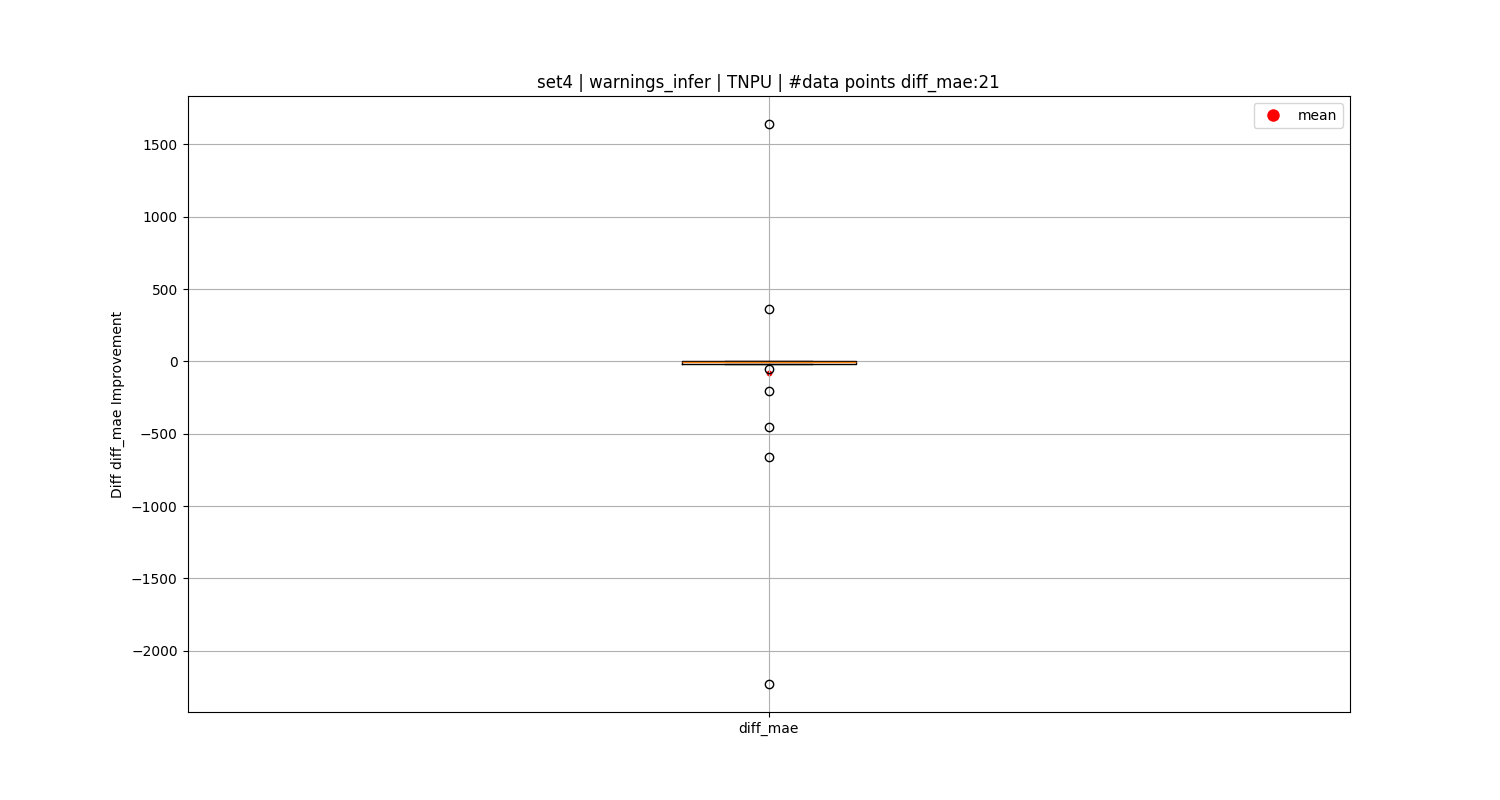 set4 | warnings_infer | TNPU | #data points diff_mae:21
mean
1500
1000
500
0
−500
−1000
−1500
−2000
Diff diff_mae Improvement
diff_mae